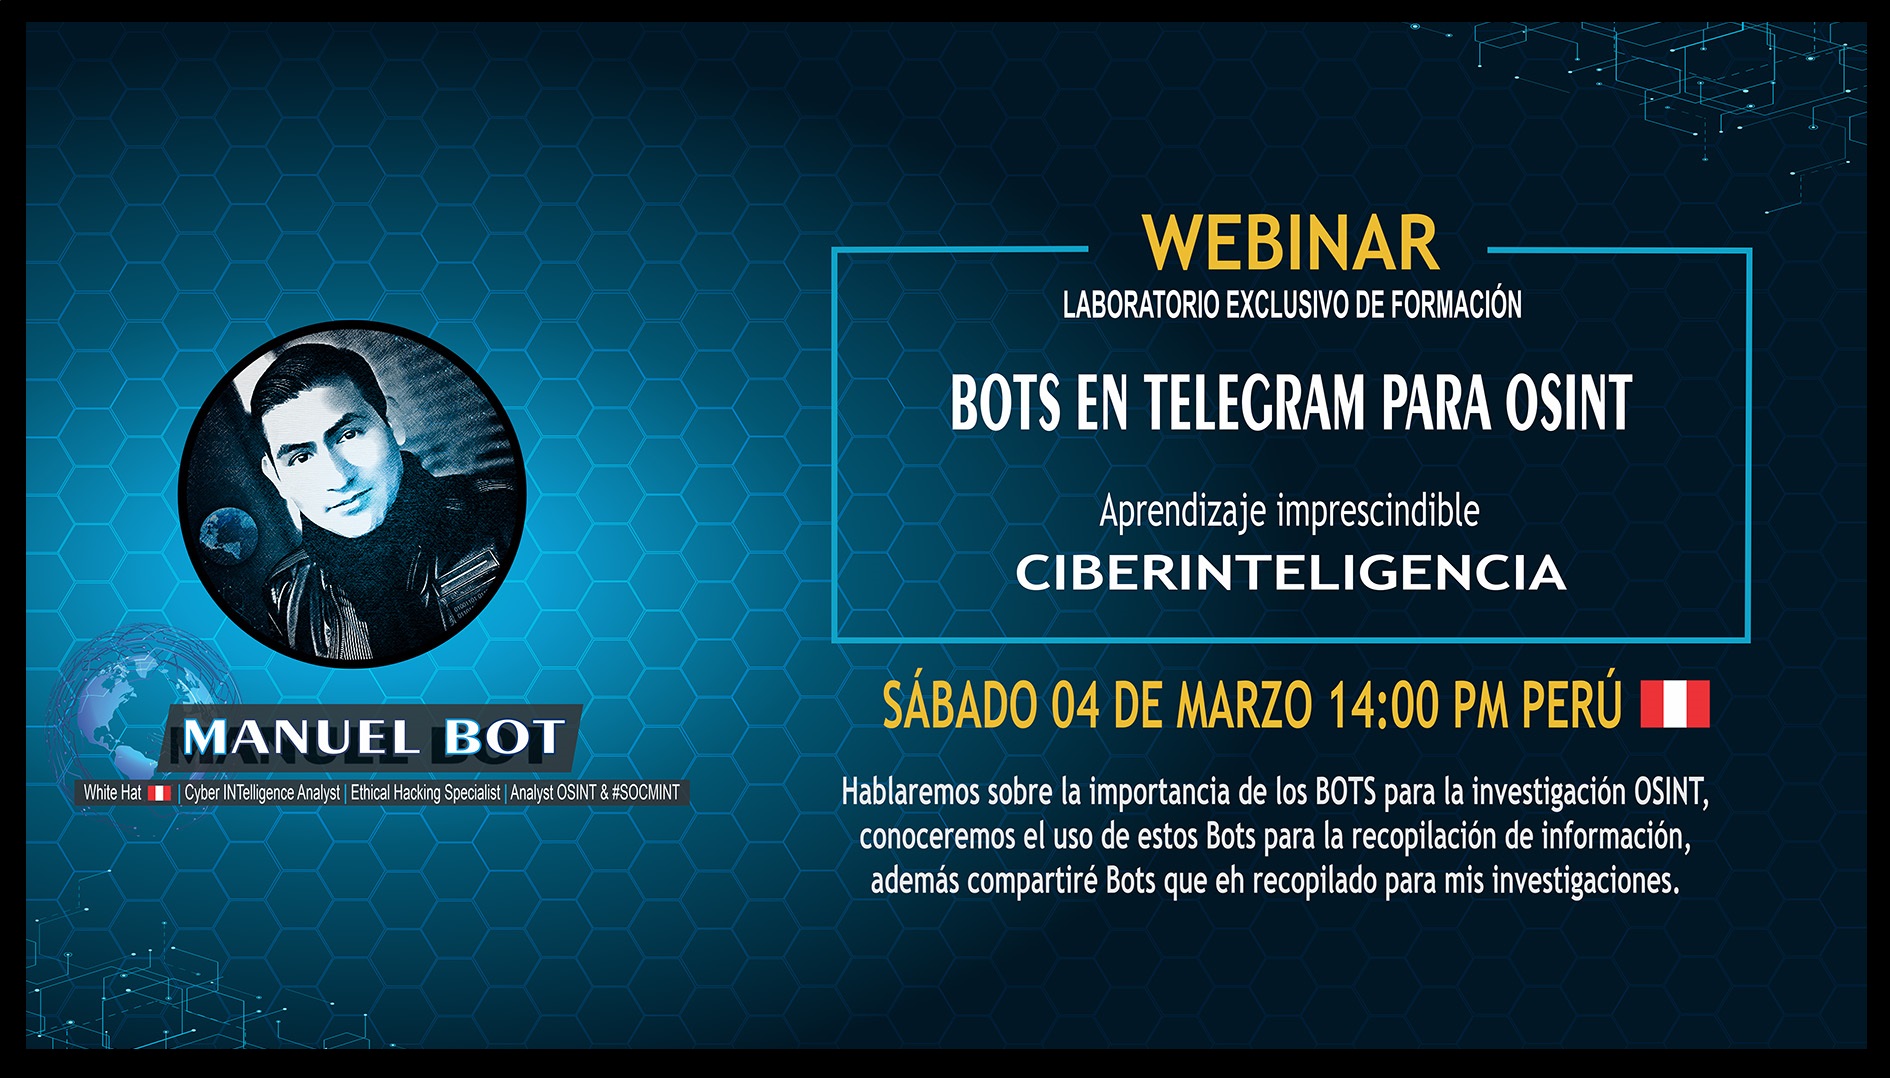 WEBINAR
LABORATORIO EXCLUSIVO DE FORMACIÓN
BOTS EN TELEGRAM PARA OSINT
Aprendizaje imprescindible
CIBERINTELIGENCIA
SÁBADO 04 DE MARZO 14:00 PM PERÚ
Hablaremos sobre la importancia de los BOTS para la investigación OSINT,
conoceremos el uso de estos Bots para la recopilación de información,
además compartiré Bots que eh recopilado para mis investigaciones.
MANUEL BOT
White Hat | Cyber INTelligence Analyst | Ethical Hacking Specialist | Analyst OSINT & #SOCMINT